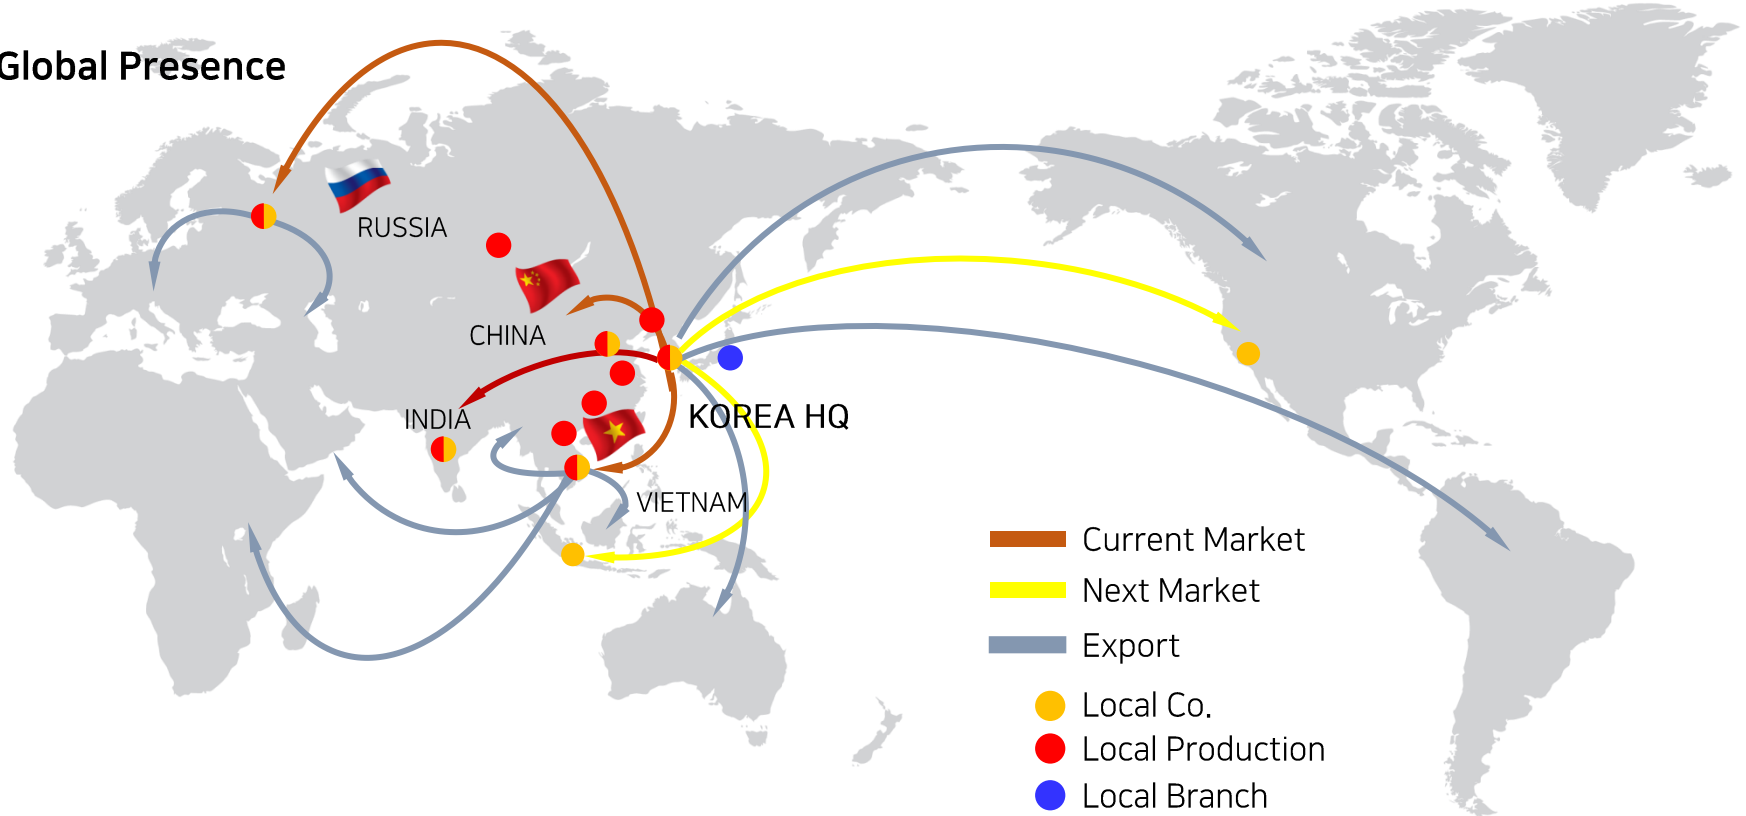 Global Presence
RUSSIA
CHINA
INDIA
KOREA HQ
VIETNAM
Current Market
Next Market
Export
Local Co.
Local Production
Local Branch